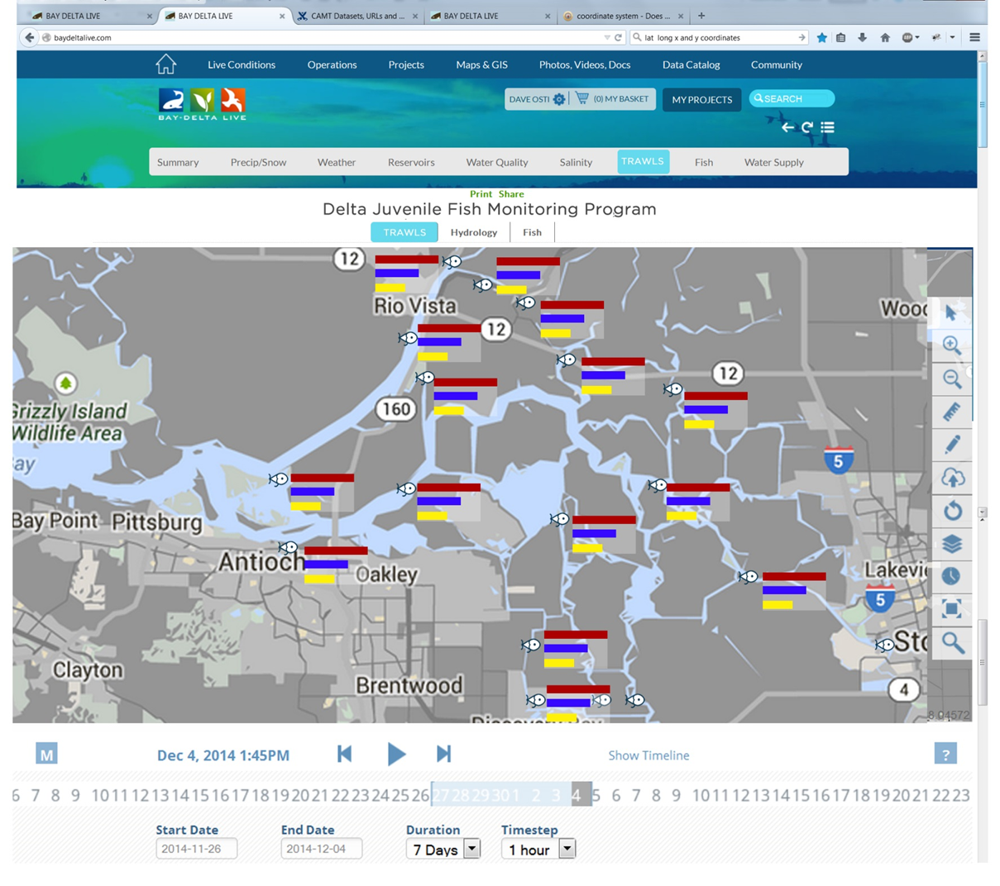 BAY DELTA LIVE
BAY DELTA LIVE
CAMT Datasets, URLs and ...
BAY DELTA LIVE
coordinate system - Does ...
baydeltalive.com
lat long x and y coordinates
Live Conditions
Operations
Projects
Maps & GIS
Photos, Videos, Docs
Data Catalog
Community
BAY-DELTA LIVE
DAVE OSTI
(0) MY BASKET
MY PROJECTS
SEARCH
Summary
Precip/Snow
Weather
Reservoirs
Water Quality
Salinity
TRAWLS
Fish
Water Supply
Print Share
Delta Juvenile Fish Monitoring Program
TRAWLS
Hydrology
Fish
12
Rio Vista
12
Wood
12
160
Grizzly Island
Wildlife Area
5
Bay
Bay Point
Pittsburg
Antioch
Oakley
Lakevie
5
Sto
Clayton
Brentwood
4
Discovery Bay
8.04572
M
Dec 4, 2014 1:45PM
Show Timeline
?
6 7 8 9 10 11 12 13 14 15 16 17 18 19 20 21 22 23 24 25 26 27 28 29 30 1 2 3 4 5 6 7 8 9 10 11 12 13 14 15 16 17 18 19 20 21 22 23
Start Date
End Date
Duration
Timestep
2014-11-26
2014-12-04
7 Days
1 hour